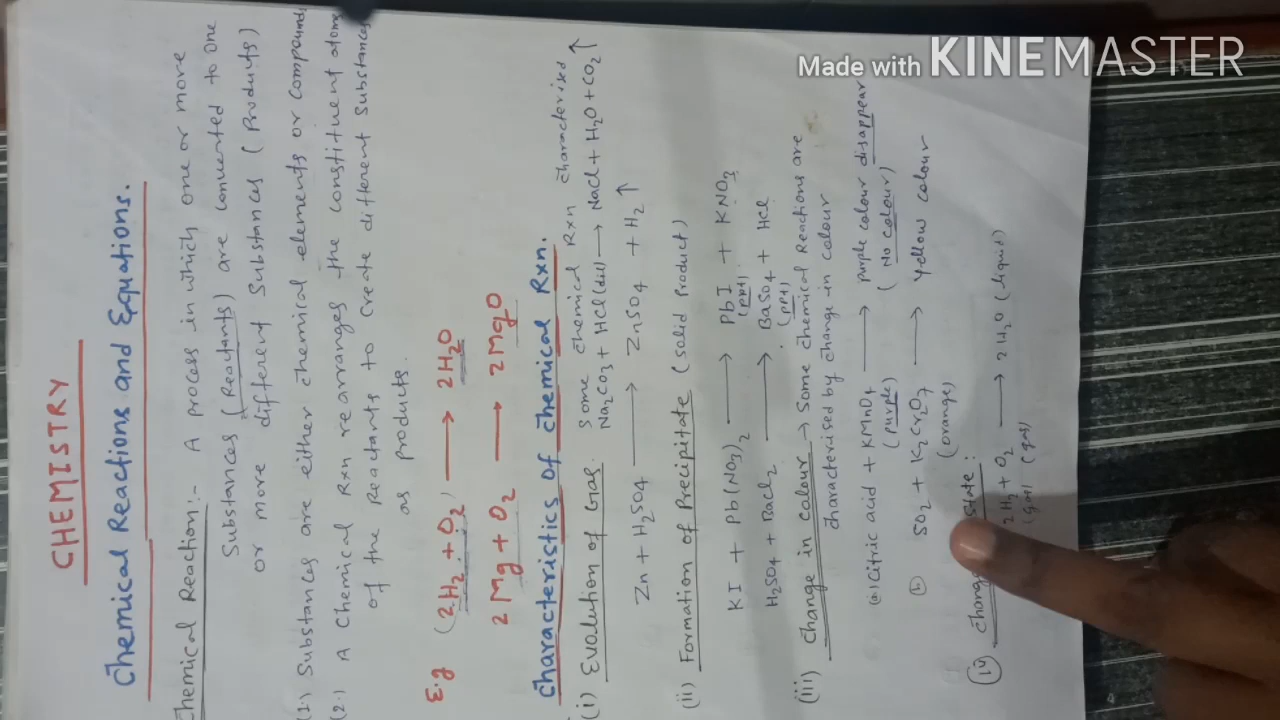 CHEMISTRY
Chemical Reactions and Equations.
Chemical Reaction:- A process in which one or more
Substances (Reactants) are converted to one
or more different Substances (Products)
(1.) Substances are either chemical elements or compounds
(2.) A Chemical Rxn rearranges the constituent atoms
of the Reactants to create different substances
as products.
E.g (2H₂ + O₂) ⟶ 2H₂O
2Mg + O₂ ⟶ 2MgO
Characteristics of chemical Rxn.
(i) Evolution of Gas. Some chemical Rxn characterised
Na₂CO₃ + HCl(dil) ⟶ NaCl + H₂O + CO₂ ↑
Zn + H₂SO₄ ⟶ ZnSO₄ + H₂ ↑
(ii) Formation of Precipitate (Solid Product)
KI + Pb(NO₃)₂ ⟶ PbI + KNO₃
(PPt)
H₂SO₄ + BaCl₂ ⟶ BaSO₄ + HCl
(PPt)
(iii) Change in Colour → Some Chemical Reactions are
characterised by change in colour
(a) Citric acid + KMnO₄ ⟶ Purple colour disappear
(Purple) (No colour)
(b) SO₂ + K₂Cr₂O₇ ⟶ Yellow colour
(orange)
(iv) Change State:
2H₂ + O₂ ⟶ 2H₂O (liquid)
(gas) (gas)
Made with KINEMASTER